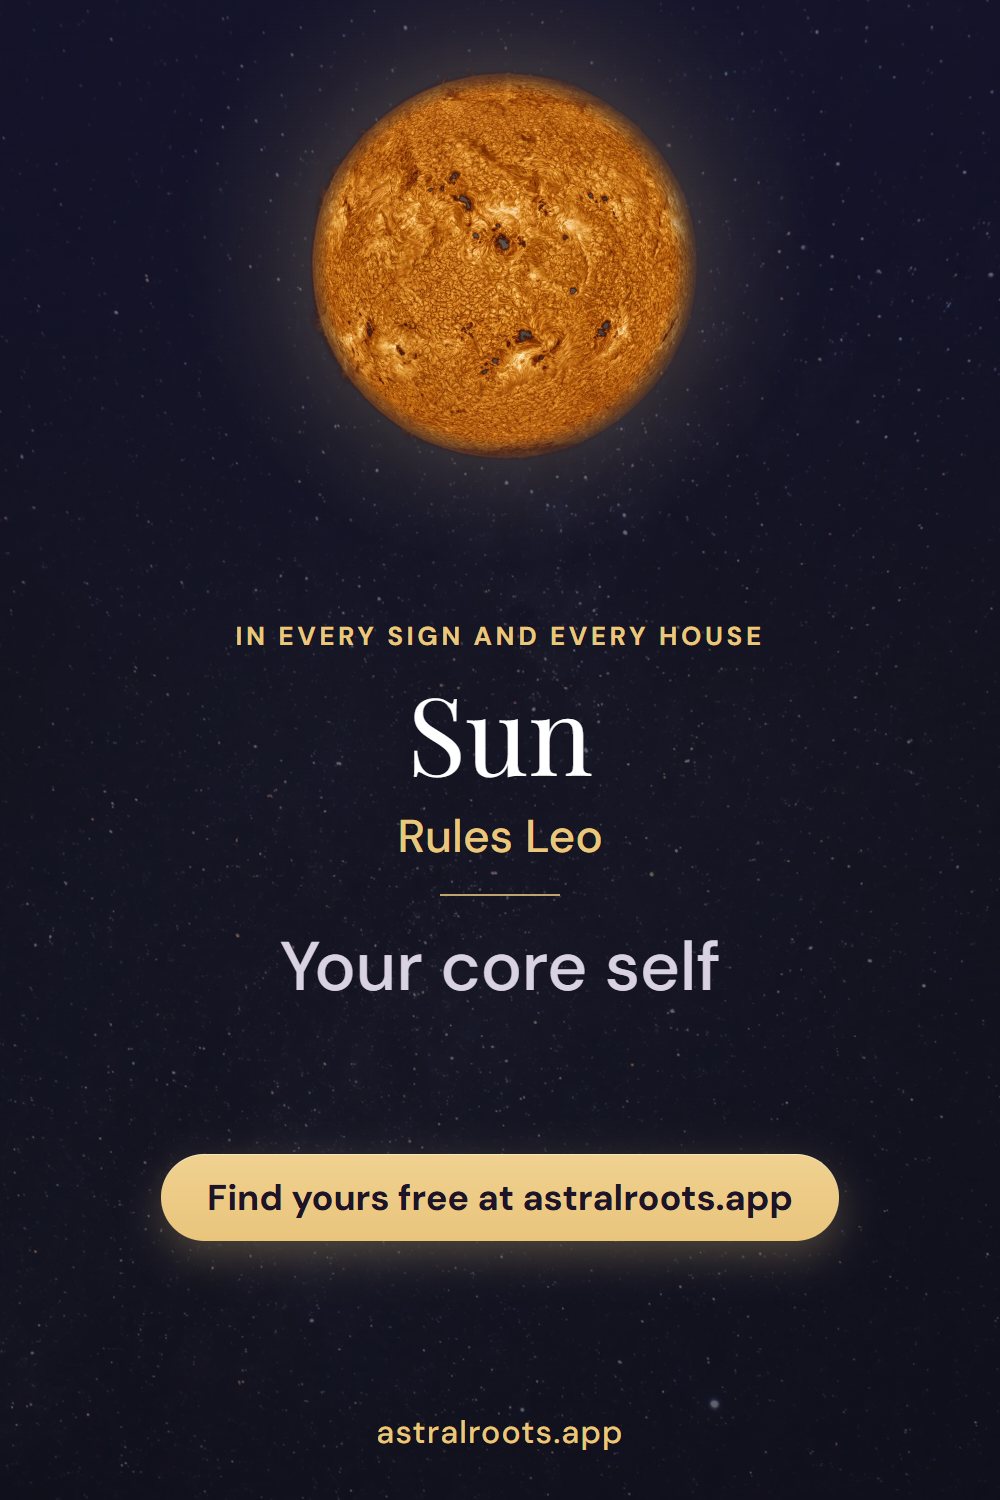 IN EVERY SIGN AND EVERY HOUSE
Sun
Rules Leo
Your core self
Find yours free at astralroots.app
astralroots.app